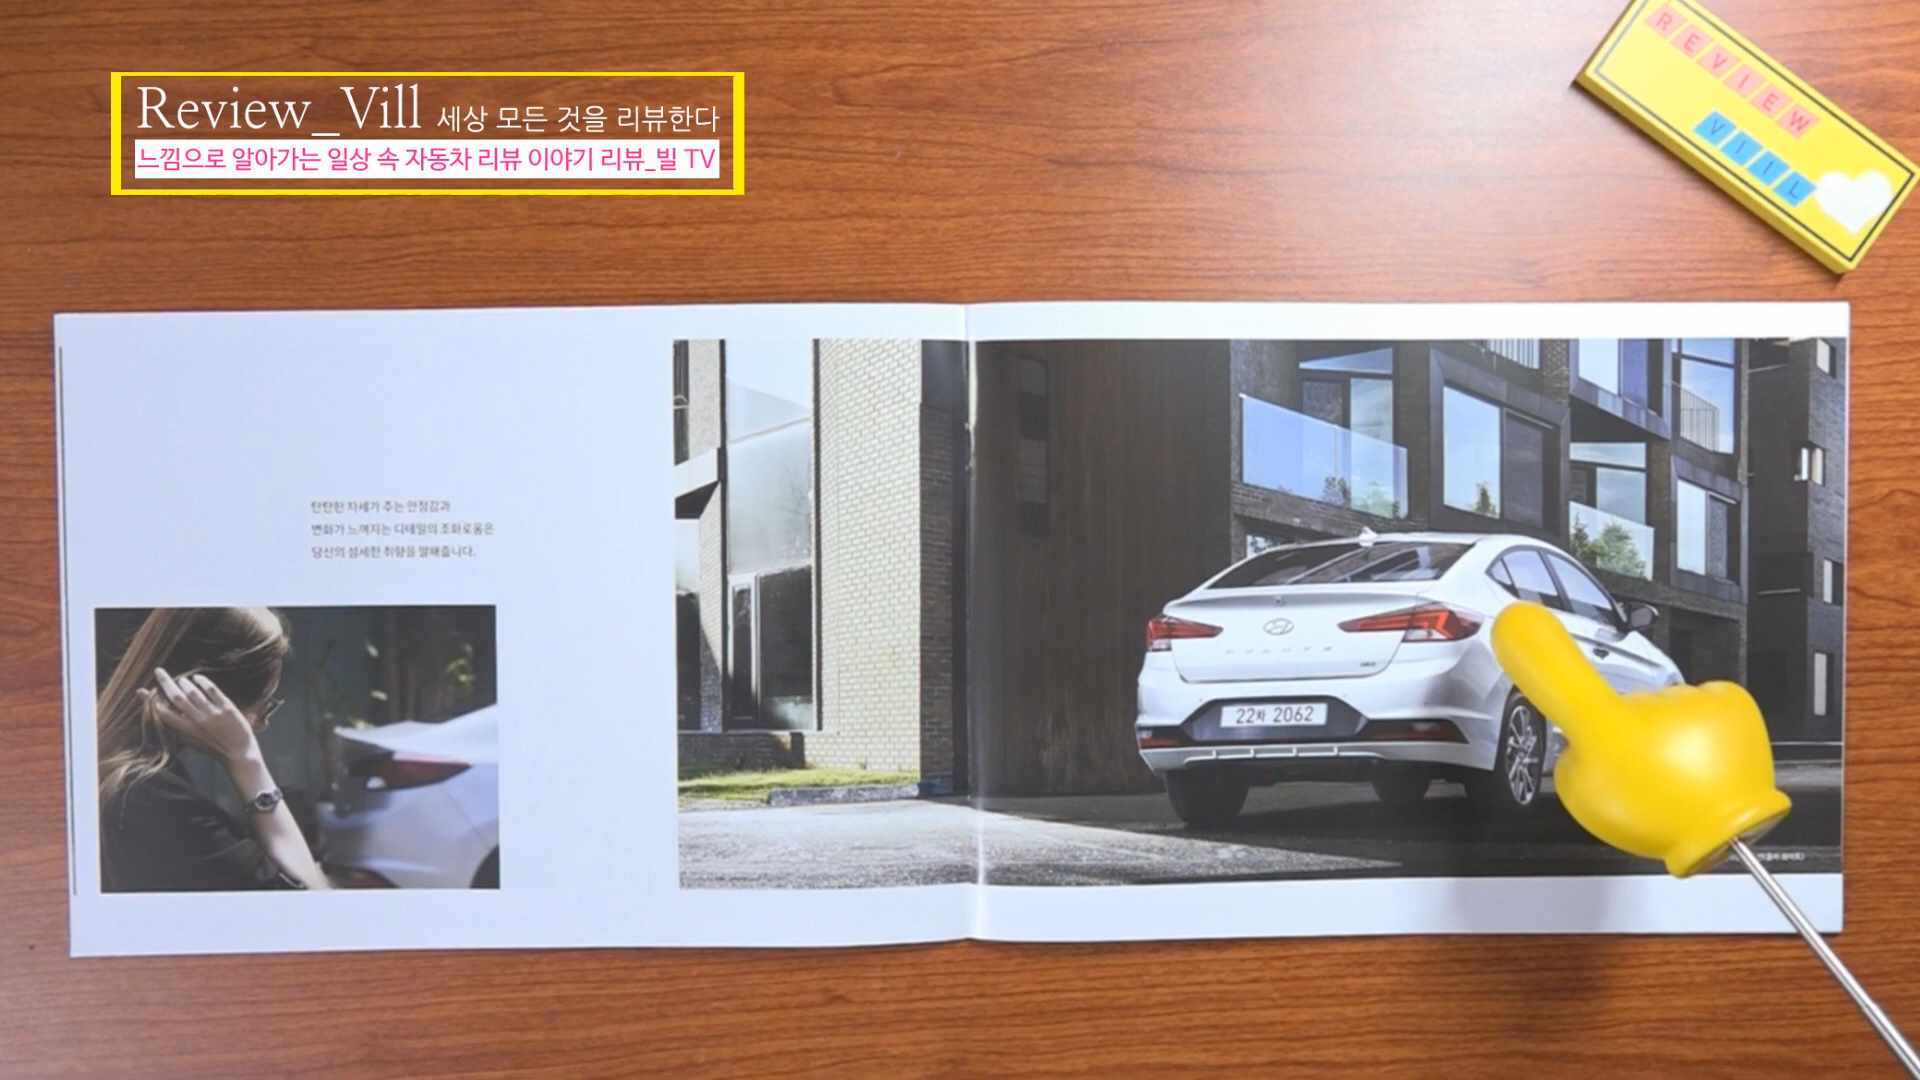 Review_Vill 세상 모든 것을 리뷰한다
느낌으로 알아가는 일상 속 자동차 리뷰 이야기 리뷰_빌 TV
REVIEW
VIIL
탄탄한 자세가 주는 안정감과
변화가 느껴지는 디테일의 조화로움은
당신의 섬세한 취향을 말해줍니다.
AVANTE
22차 2062